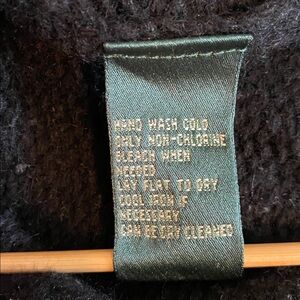 HAND WASH COLD
ONLY NON-CHLORINE
BLEACH WHEN
NEEDED
LAY FLAT TO DRY
COOL IRON IF
NECESSARY
CAN BE DRY CLEANED